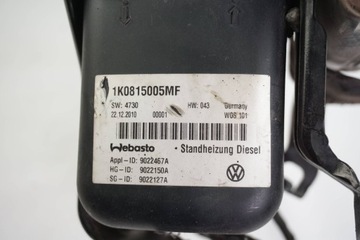 1K0815005MF
SW: 4730 HW: 043 Germany
22.12.2010 00001 W08 301
Webasto • Standheizung Diesel
Appl-ID: 9022467A
HG-ID: 9022150A
SG-ID: 9022127A